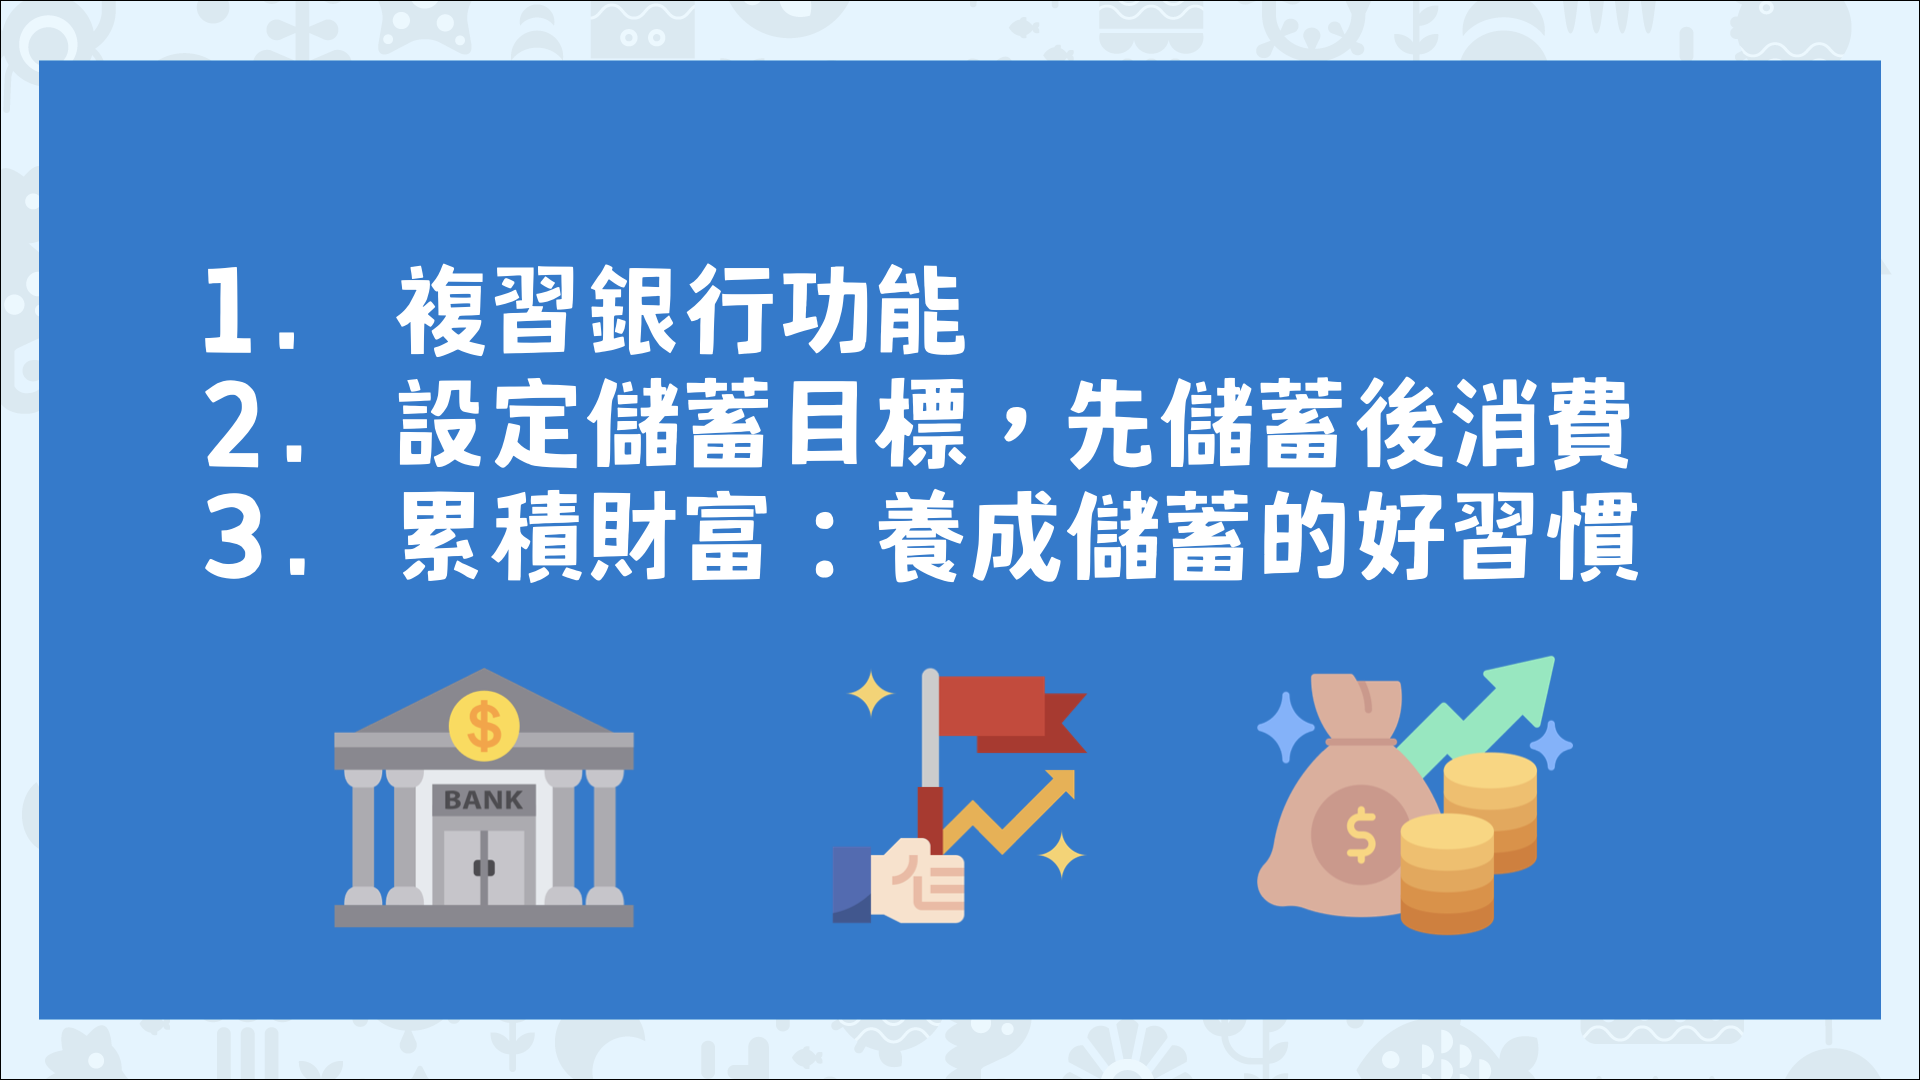 1. 複習銀行功能
2. 設定儲蓄目標，先儲蓄後消費
3. 累積財富：養成儲蓄的好習慣
$
BANK
$